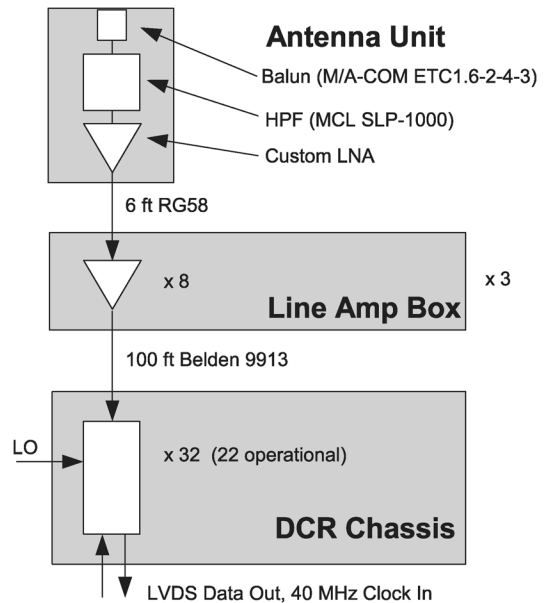 Antenna Unit
Balun (M/A-COM ETC1.6-2-4-3)
HPF (MCL SLP-1000)
Custom LNA
6 ft RG58
x 8
x 3
Line Amp Box
100 ft Belden 9913
LO
x 32 (22 operational)
DCR Chassis
LVDS Data Out, 40 MHz Clock In